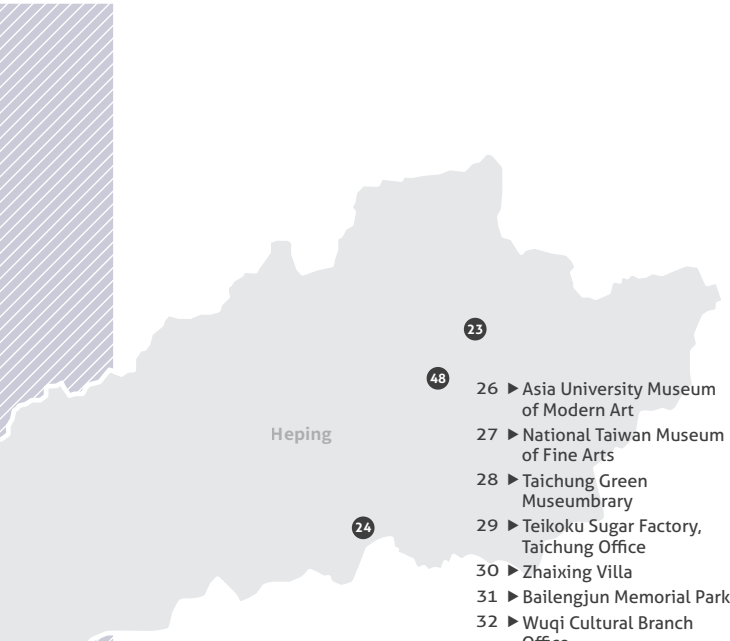 23
48
Heping
24
26 ▶ Asia University Museum
of Modern Art
27 ▶ National Taiwan Museum
of Fine Arts
28 ▶ Taichung Green
Museumbrary
29 ▶ Teikoku Sugar Factory,
Taichung Office
30 ▶ Zhaixing Villa
31 ▶ Bailengjun Memorial Park
32 ▶ Wuqi Cultural Branch
Office